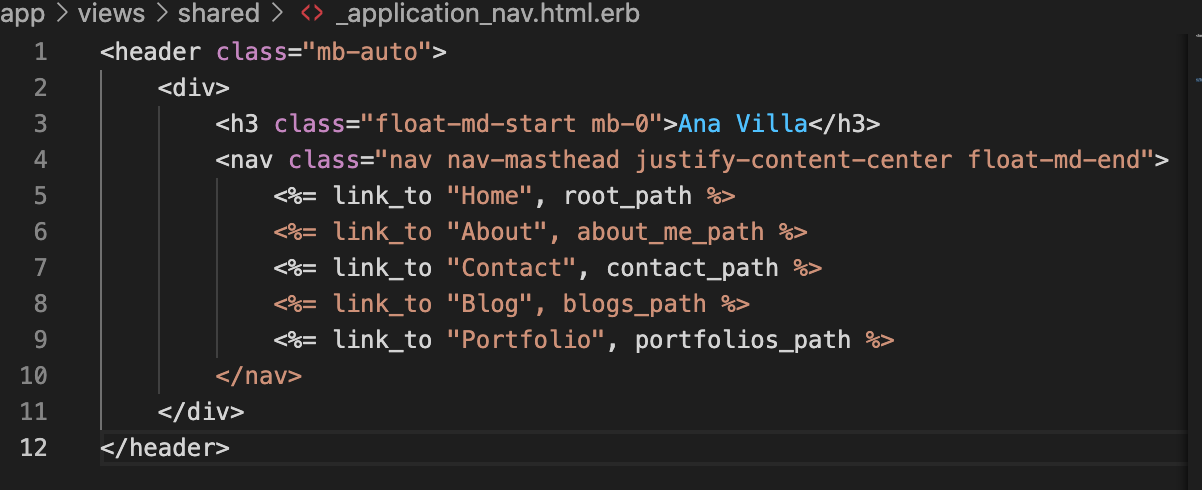 app > views > shared > <> _application_nav.html.erb
1 <header class="mb-auto">
2 <div>
3 <h3 class="float-md-start mb-0">Ana Villa</h3>
4 <nav class="nav nav-masthead justify-content-center float-md-end">
5 <%= link_to "Home", root_path %>
6 <%= link_to "About", about_me_path %>
7 <%= link_to "Contact", contact_path %>
8 <%= link_to "Blog", blogs_path %>
9 <%= link_to "Portfolio", portfolios_path %>
10 </nav>
11 </div>
12 </header>